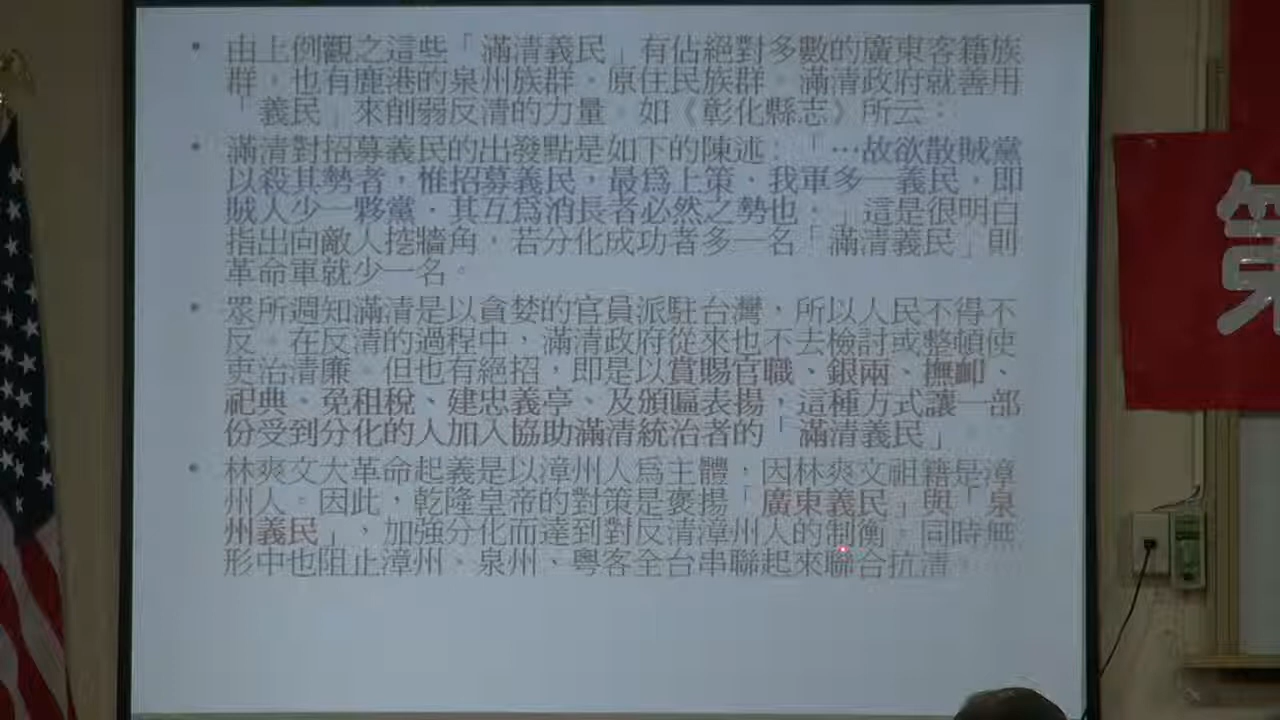 • 由上例觀之這些「滿清義民」有佔絕對多數的廣東客籍族
群，也有鹿港的泉州族群，原住民族群。滿清政府就善用
「義民」來削弱反清的力量。如《彰化縣志》所云：
• 滿清對招募義民的出發點是如下的陳述：「…故欲散賊黨
以殺其勢者，惟招募義民，最爲上策。我軍多一義民，即
賊人少一夥黨。其互爲消長者必然之勢也。」這是很明白
指出向敵人挖牆角，若分化成功者多一名「滿清義民」則
革命軍就少一名。
• 眾所週知滿清是以貪婪的官員派駐台灣，所以人民不得不
反。在反清的過程中，滿清政府從來也不去檢討或整頓使
吏治清廉。但也有絕招，即是以賞賜官職、銀兩、撫卹、
祀典、免租稅、建忠義亭、及頒匾表揚，這種方式讓一部
份受到分化的人加入協助滿清統治者的「滿清義民」
• 林爽文大革命起義是以漳州人爲主體，因林爽文祖籍是漳
州人。因此，乾隆皇帝的對策是褒揚「廣東義民」與「泉
州義民」、加強分化而達到對反清漳州人的制衡，同時無
形中也阻止漳州、泉州、粵客全台串聯起來聯合抗清。
第